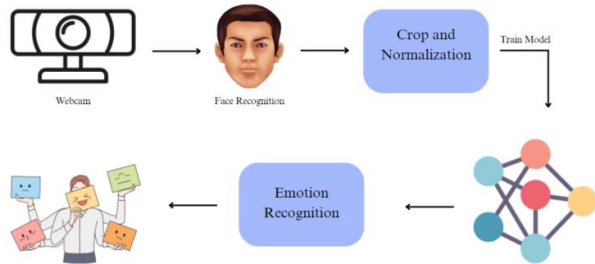 Crop and
Normalization
Train Model
Webcam
Face Recognition
Emotion
Recognition